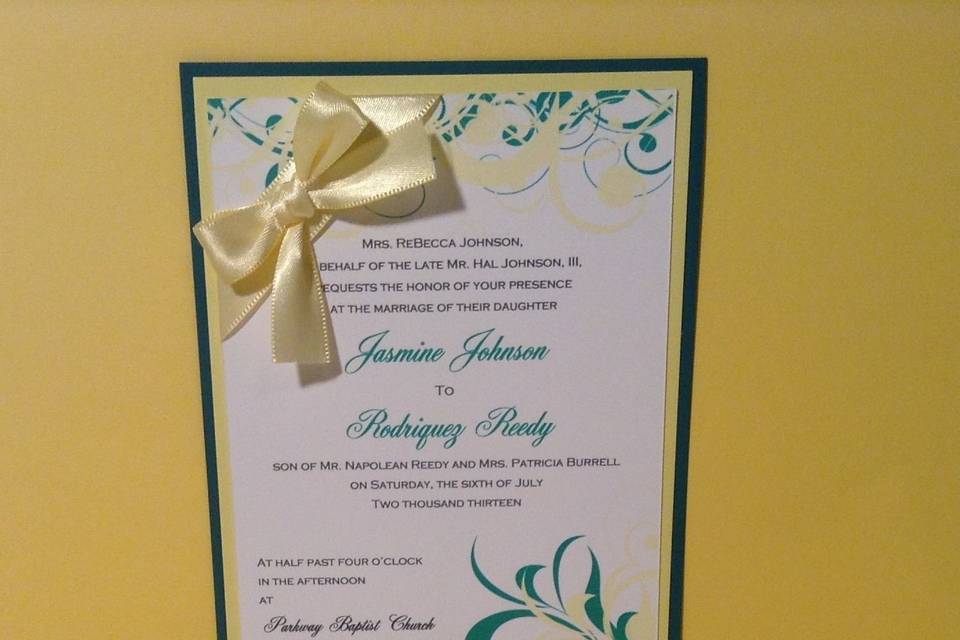 Mrs. ReBecca Johnson,
behalf of the late Mr. Hal Johnson, III,
equests the honor of your presence
at the marriage of their daughter
Jasmine Johnson
To
Rodriquez Reedy
son of Mr. Napolean Reedy and Mrs. Patricia Burrell
on Saturday, the sixth of July
Two thousand thirteen
At half past four o'clock
in the afternoon
at
Parkway Baptist Church